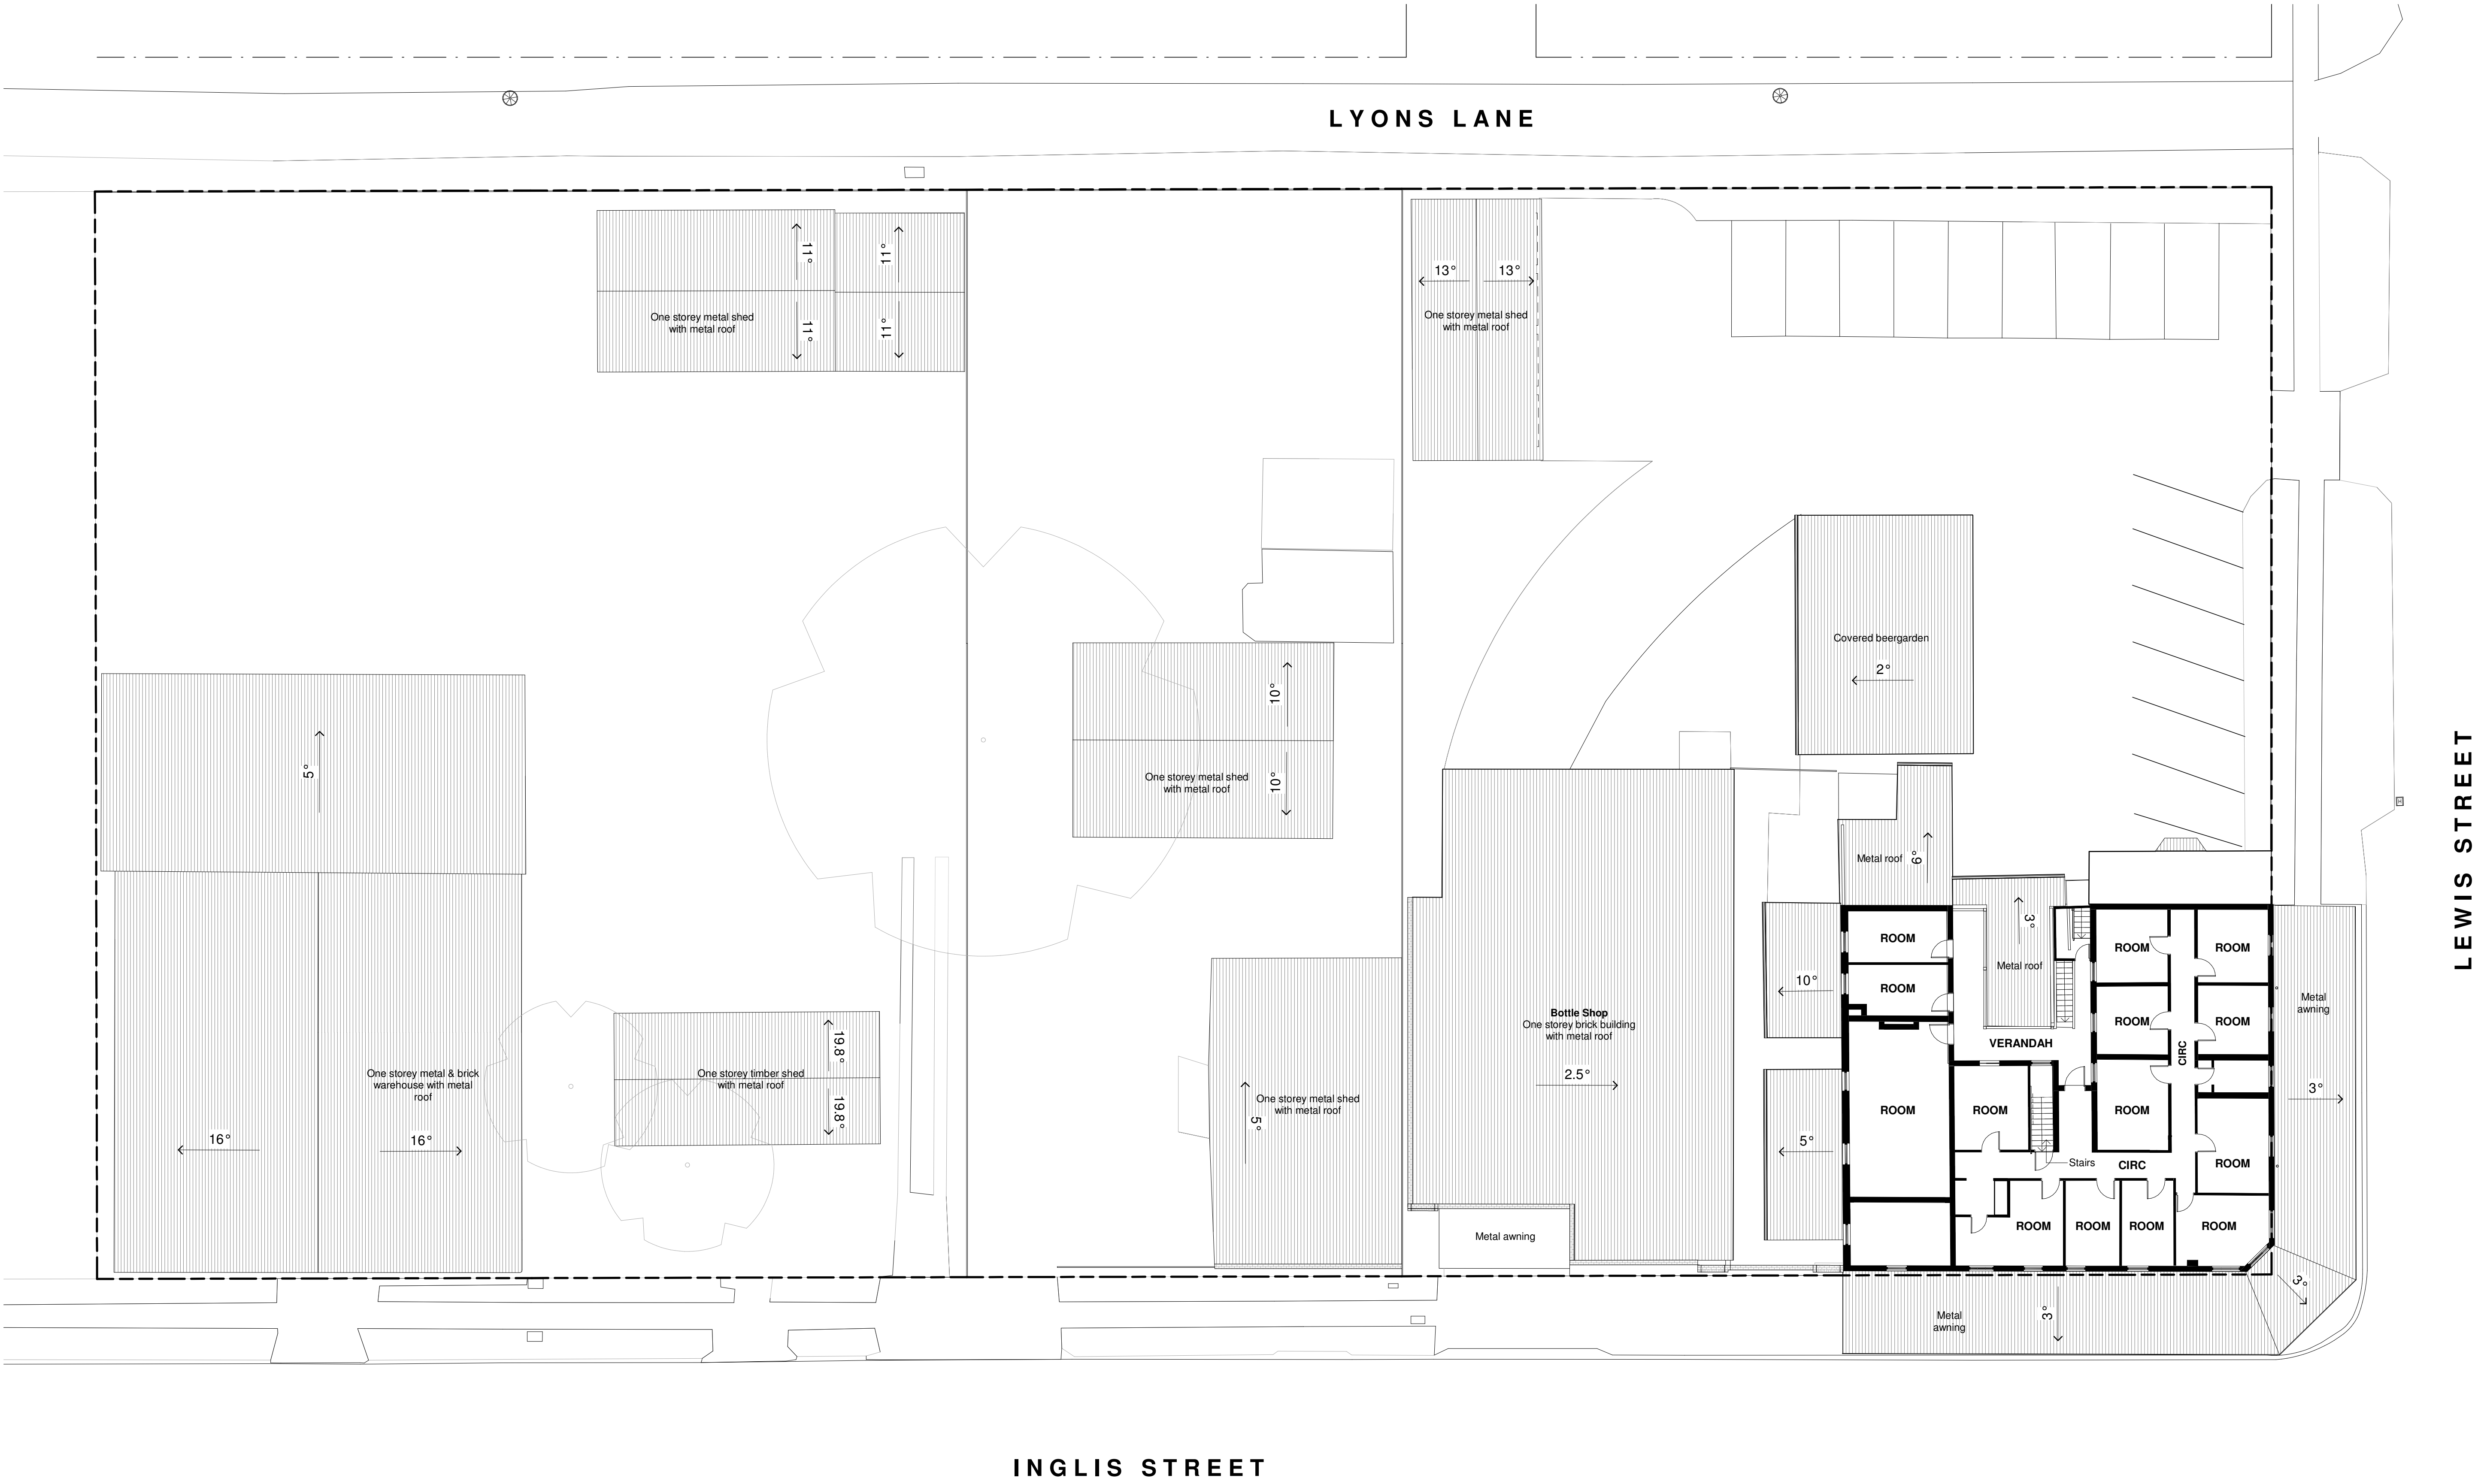 LYONS LANE
11°
11°
One storey metal shed
with metal roof
11°
11°
13°
13°
One storey metal shed
with metal roof
Covered beergarden
2°
10°
One storey metal shed
with metal roof
10°
5°
LEWIS STREET
Metal roof
6°
3°
Metal roof
ROOM
ROOM
ROOM
ROOM
10°
ROOM
ROOM
Metal
awning
Bottle Shop
One storey brick building
with metal roof
2.5°
VERANDAH
CIRC
19.8°
One storey timber shed
with metal roof
19.8°
One storey metal & brick
warehouse with metal
roof
3°
One storey metal shed
with metal roof
5°
ROOM
ROOM
ROOM
16°
16°
5°
Stairs
CIRC
ROOM
Metal awning
ROOM
ROOM
ROOM
ROOM
3°
Metal
awning
3°
INGLIS STREET